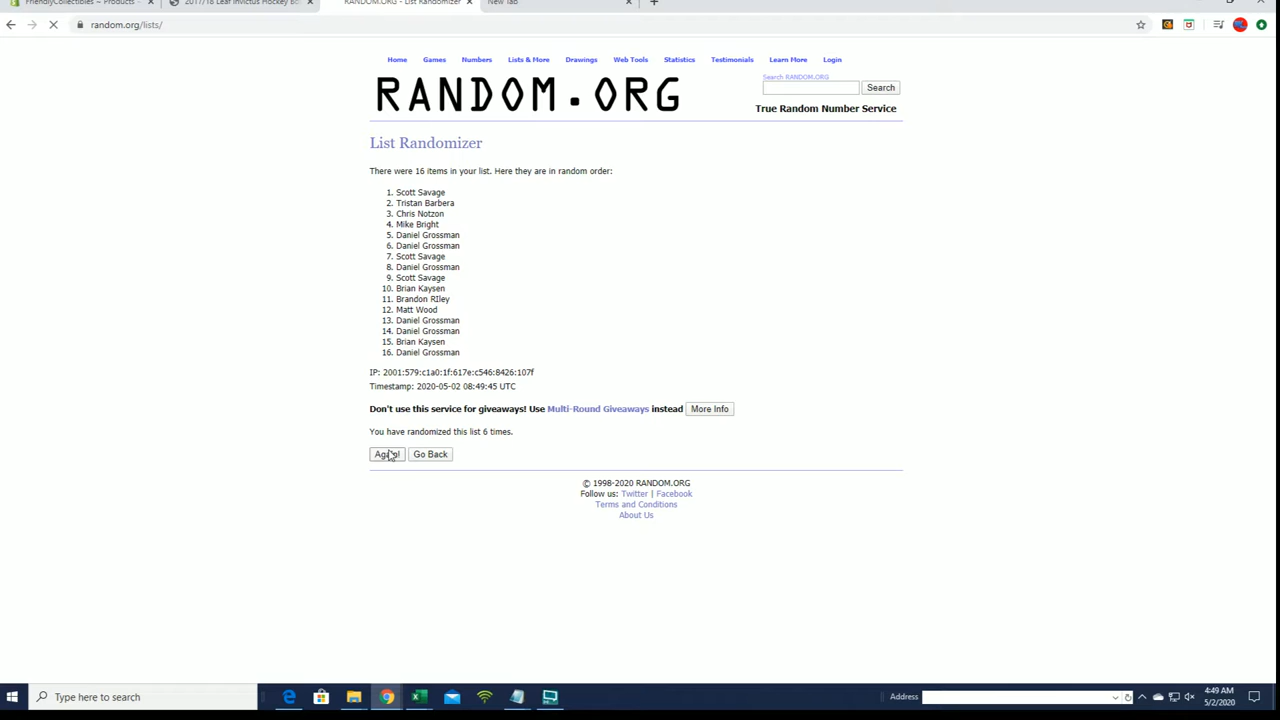 FriendlyCollectibles ~ Products
2017/18 Leaf Invictus Hockey Bo
RANDOM.ORG - List Randomizer
New Tab
random.org/lists/
Home Games Numbers Lists & More Drawings Web Tools Statistics Testimonials Learn More Login
RANDOM.ORG
Search RANDOM.ORG
Search
True Random Number Service
List Randomizer
There were 16 items in your list. Here they are in random order:
1. Scott Savage
2. Tristan Barbera
3. Chris Notzon
4. Mike Bright
5. Daniel Grossman
6. Daniel Grossman
7. Scott Savage
8. Daniel Grossman
9. Scott Savage
10. Brian Kaysen
11. Brandon RIley
12. Matt Wood
13. Daniel Grossman
14. Daniel Grossman
15. Brian Kaysen
16. Daniel Grossman
IP: 2001:579:c1a0:1f:617e:c546:8426:107f
Timestamp: 2020-05-02 08:49:45 UTC
Don't use this service for giveaways! Use Multi-Round Giveaways instead More Info
You have randomized this list 6 times.
Again! Go Back
© 1998-2020 RANDOM.ORG
Follow us: Twitter | Facebook
Terms and Conditions
About Us
Type here to search
Address
4:49 AM
5/2/2020